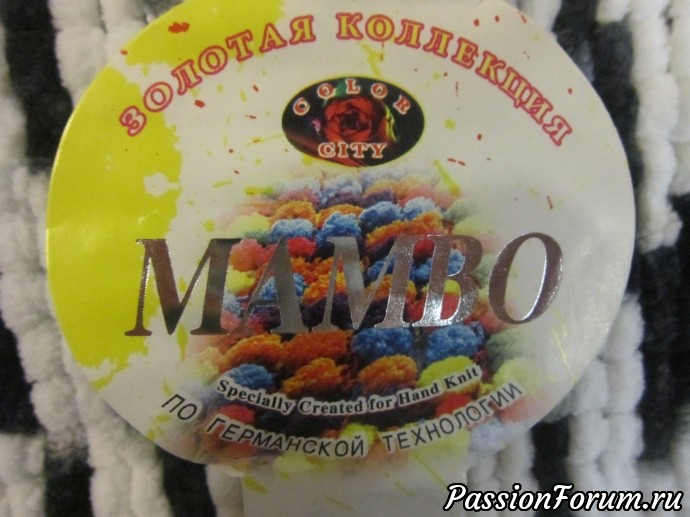 ЗОЛОТАЯ КОЛЛЕКЦИЯ
COLOR
CITY
MAMBO
Specially Created for Hand Knit
ПО ГЕРМАНСКОЙ ТЕХНОЛОГИИ
PassionForum.ru